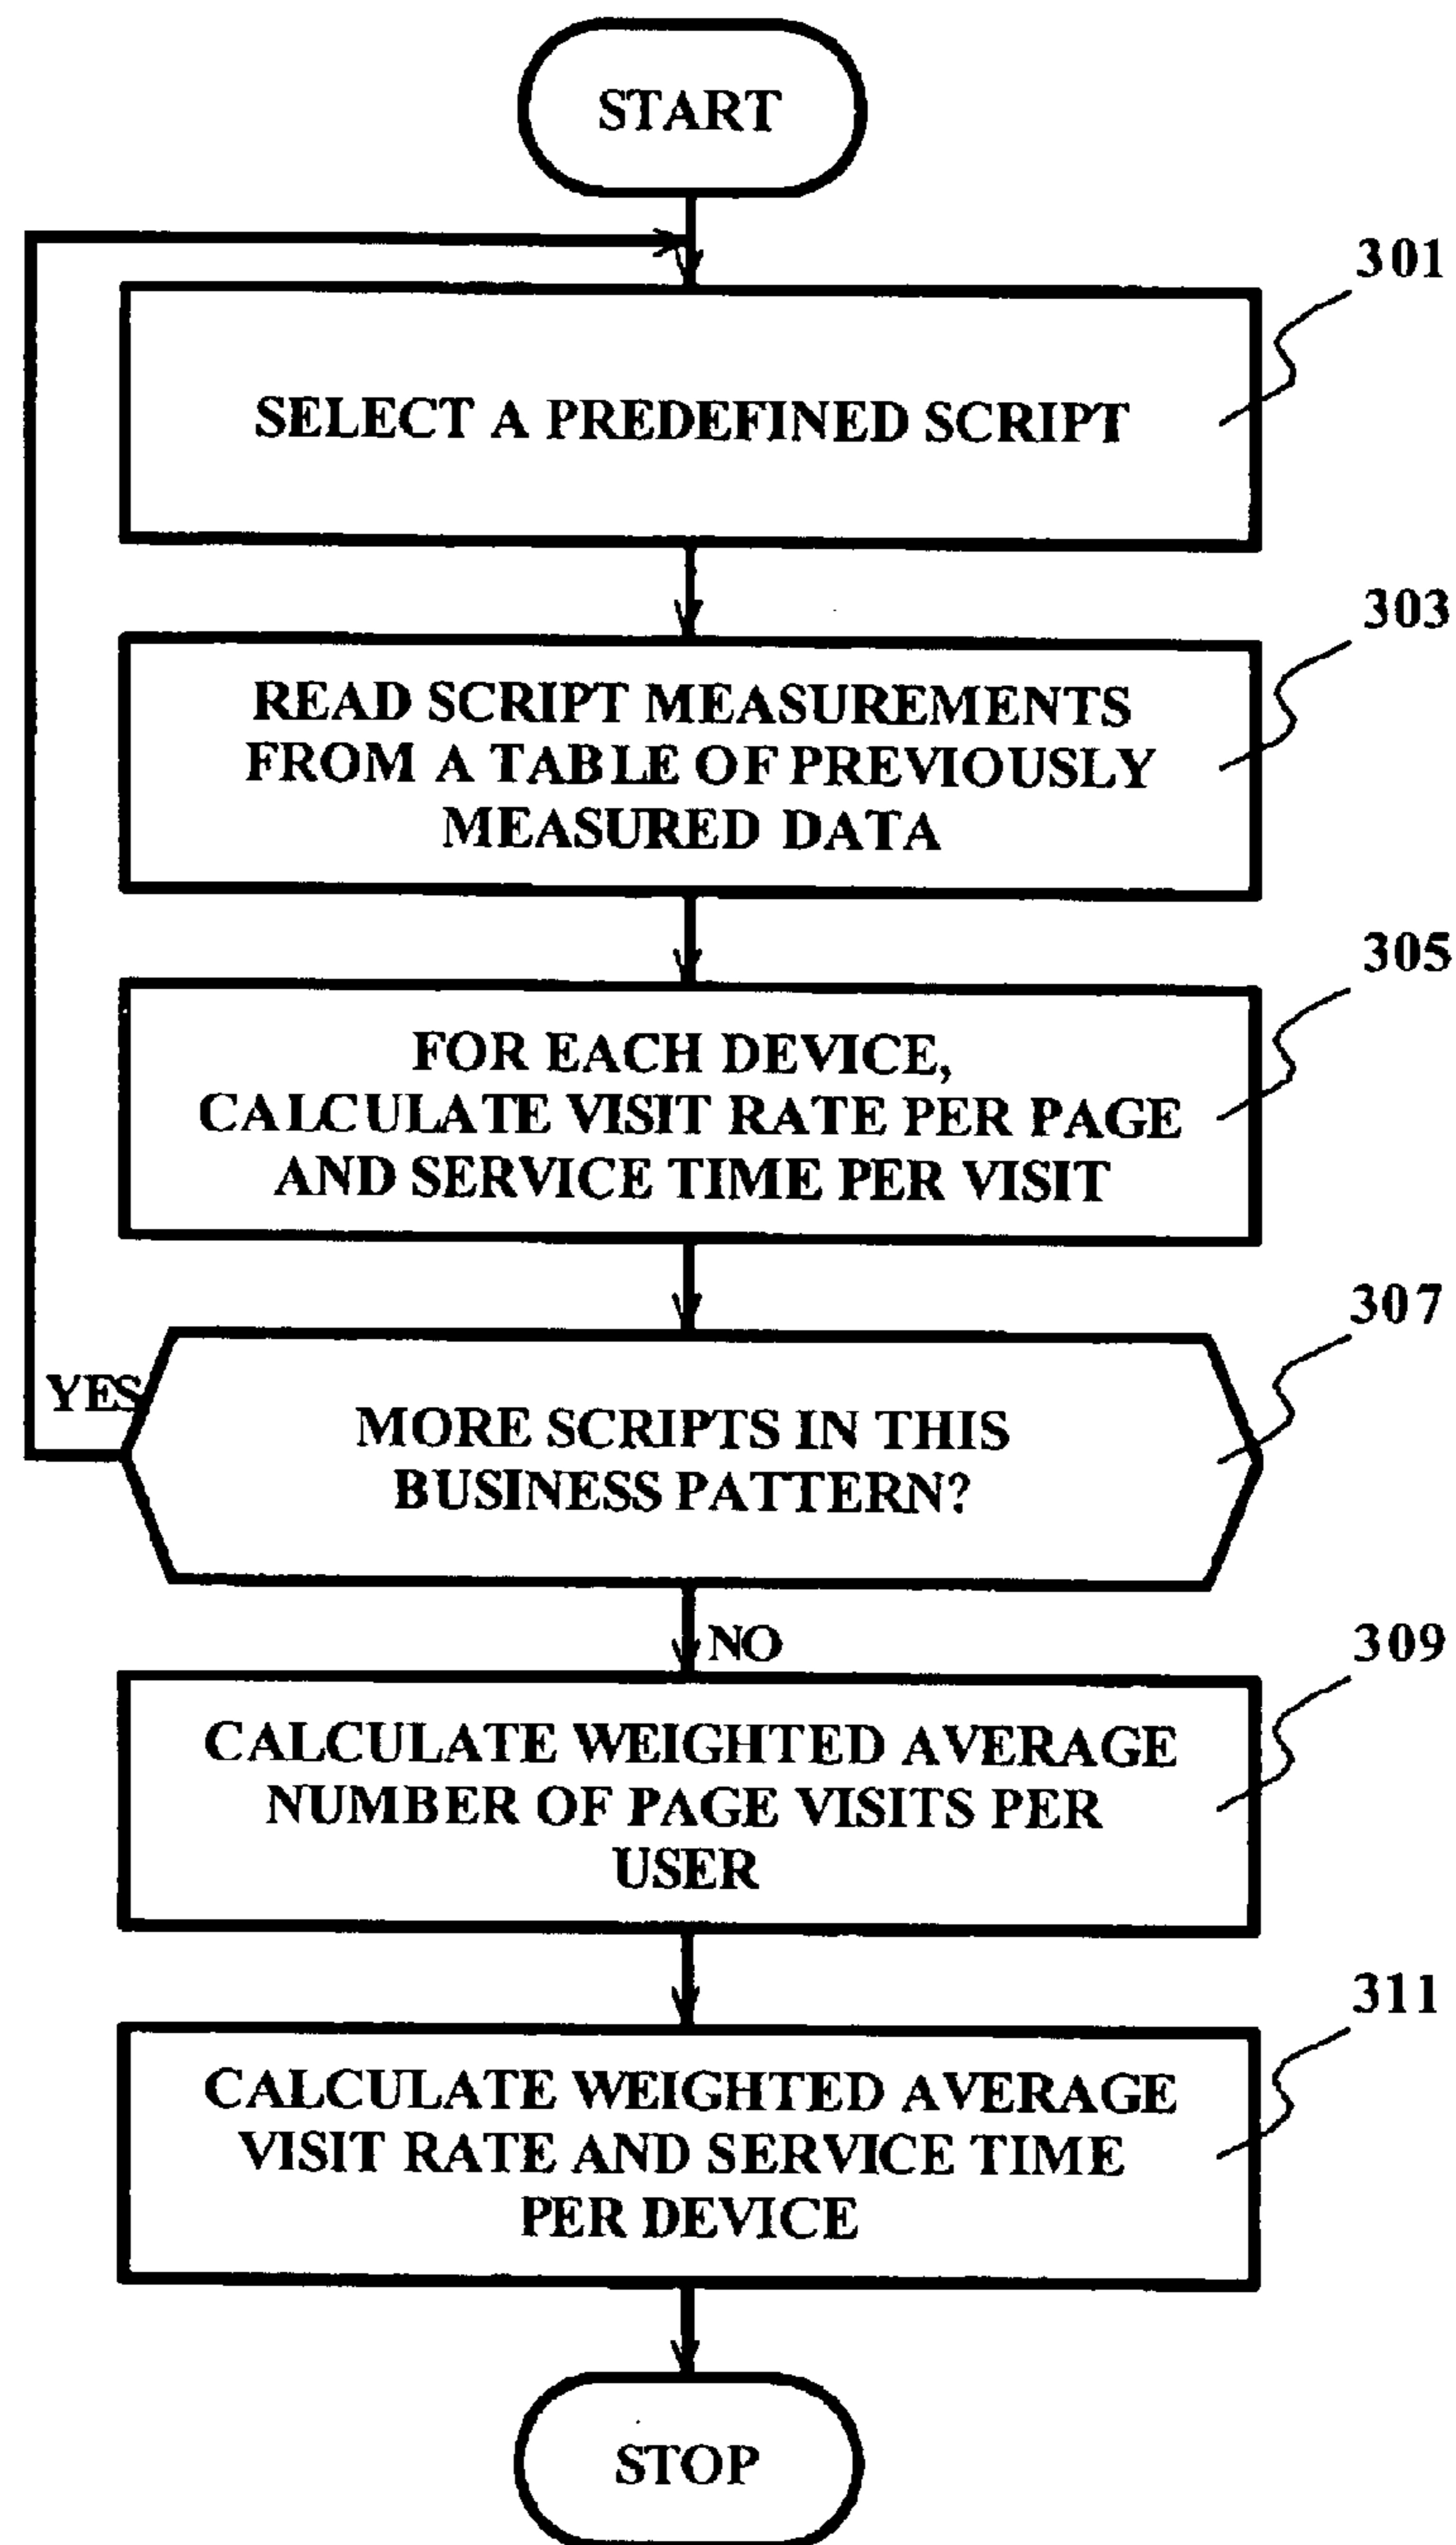 START
301
SELECT A PREDEFINED SCRIPT
303
READ SCRIPT MEASUREMENTS
FROM A TABLE OF PREVIOUSLY
MEASURED DATA
305
FOR EACH DEVICE,
CALCULATE VISIT RATE PER PAGE
AND SERVICE TIME PER VISIT
307
YES
MORE SCRIPTS IN THIS
BUSINESS PATTERN?
NO
309
CALCULATE WEIGHTED AVERAGE
NUMBER OF PAGE VISITS PER
USER
311
CALCULATE WEIGHTED AVERAGE
VISIT RATE AND SERVICE TIME
PER DEVICE
STOP